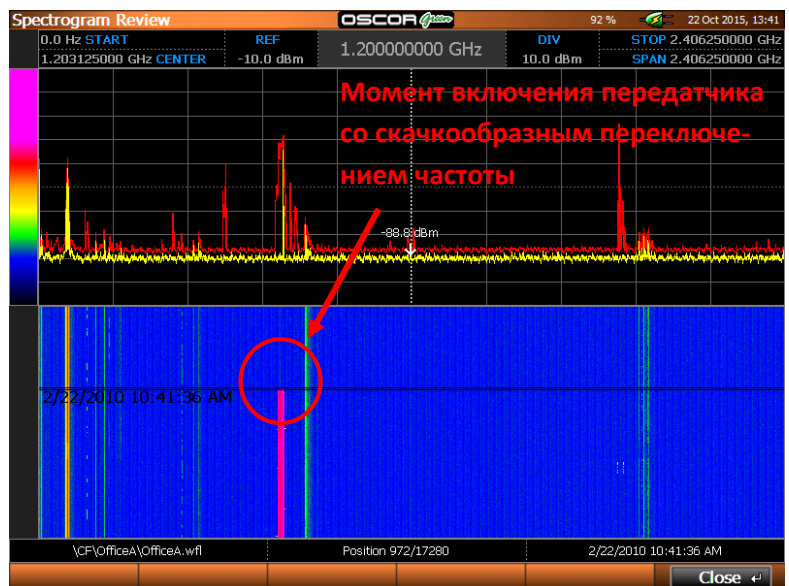 Spectrogram Review OSCOR Green 92 % 22 Oct 2015, 13:41
0.0 Hz START REF 1.200000000 GHz DIV STOP 2.406250000 GHz
1.203125000 GHz CENTER -10.0 dBm 10.0 dBm SPAN 2.406250000 GHz
Момент включения передатчика
со скачкообразным переключе-
нием частоты
-88.8 dBm
2/22/2010 10:41:36 AM
\CF\OfficeA\OfficeA.wfl Position 972/17280 2/22/2010 10:41:36 AM
Close ↵